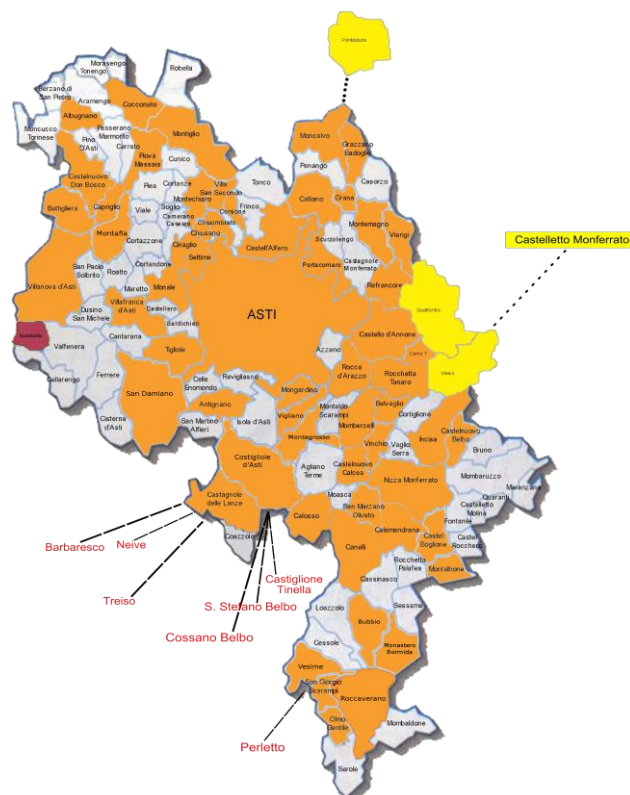 Pontestura
Morasengo
Tonengo
Robella
Berzano di
San Pietro
Aramengo
Cocconato
Albugnano
Passerano
Marmorito
Moncucco
Torinese
Pino
D'Asti
Cerrato
Montiglio
Moncalvo
Grazzano
Badoglio
Piovà
Massaia
Cunico
Penango
Castelnuovo
Don Bosco
Piea
Cortanze
Villa
San Secondo
Tonco
Casorzo
Buttigliera
Capriglio
Viale
Soglio
Montechiaro
Corsione
Frinco
Calliano
Grana
Camerano
Casasco
Cinaglio
Chiusano
Cossombrato
Montafia
Cortazzone
Settime
Castell'Alfero
Scurzolengo
Montemagno
Viarigi
Castelletto Monferrato
Portacomaro
Castagnole
Monferrato
San Paolo
Solbrito
Roatto
Cortandone
Refrancore
Villanova d'Asti
Maretto
Monale
Villafranca
d'Asti
Castellero
Dusino
San Michele
Baldichieri
ASTI
Castello d'Annone
Valfenera
Cantarana
Tigliole
Azzano
Cerro T.
Masio
Rocca
d'Arazzo
Rocchetta
Tanaro
Cellarengo
Ferrere
Celle
Enomondo
Revigliasco
San Damiano
Antignano
Mongardino
Montaldo
Scarampi
Belveglio
Cortiglione
Cisterna
d'Asti
San Martino
Alfieri
Isola d'Asti
Vigliano
Mombercelli
Castelnuovo
Belbo
Montegrosso
Vinchio
Vaglio
Serra
Incisa
Bruno
Costigliole
d'Asti
Agliano
Terme
Castelnuovo
Calcea
Nizza Monferrato
Mombaruzzo
Maranzana
Castagnole
delle Lanze
Moasca
Quaranti
Castelletto
Molina
San Marzano
Oliveto
Fontanile
Calosso
Calamandrana
Castel
Boglione
Castel
Rocchero
Coazzolo
Canelli
Barbaresco
Neive
Castiglione
Tinella
Rocchetta
Palafea
Montabone
Cassinasco
Treiso
S. Stefano Belbo
Loazzolo
Sessame
Cossano Belbo
Bubbio
Cessole
Monastero
Bormida
Vesime
San Giorgio
Scarampi
Roccaverano
Perletto
Olmo
Gentile
Mombaldone
Serole